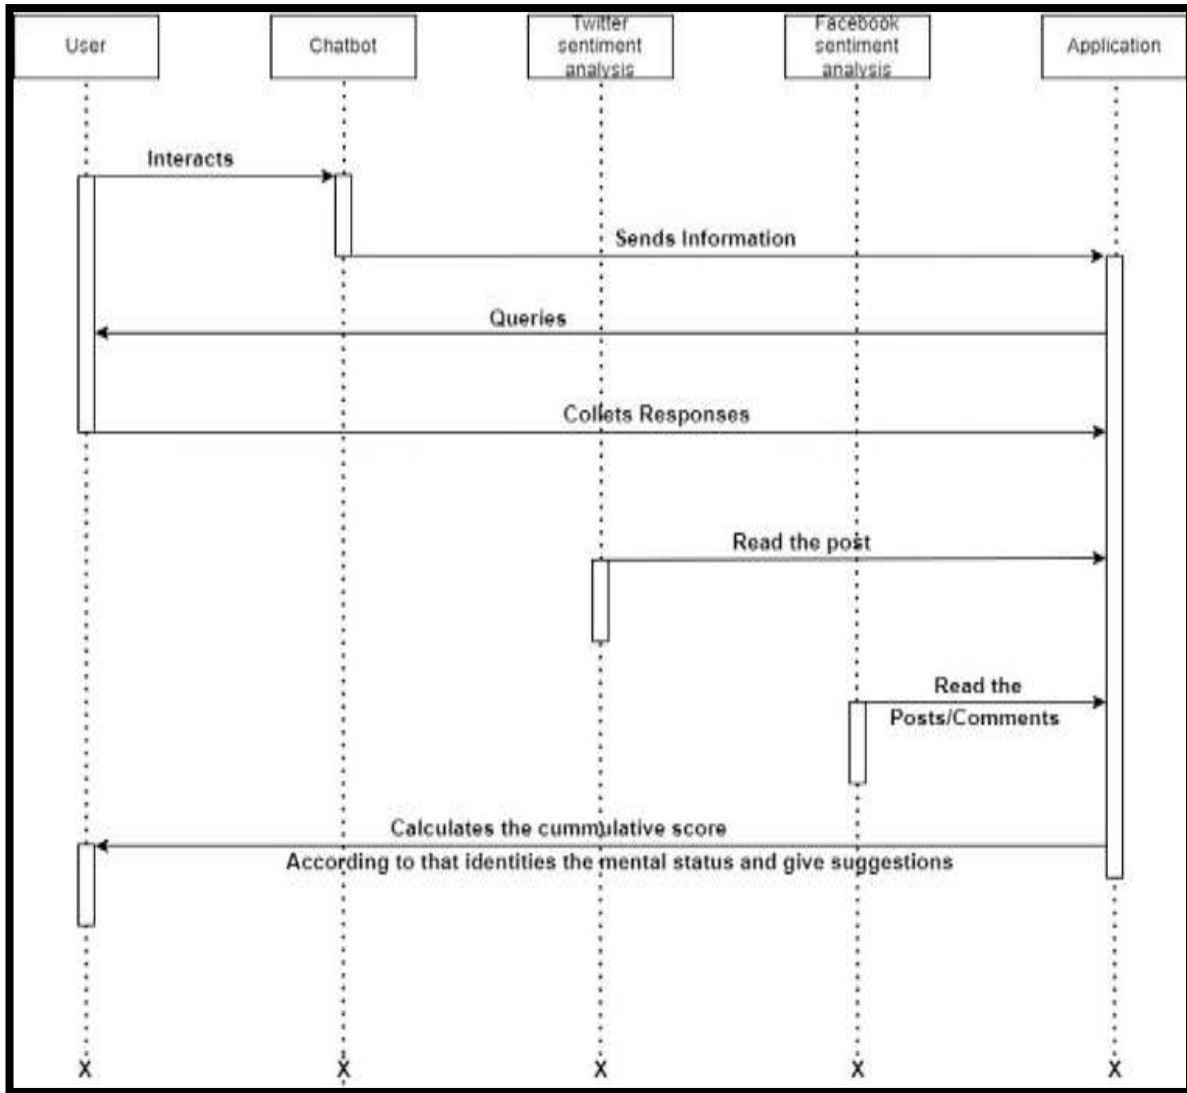 User
Chatbot
Twitter
sentiment
analysis
Facebook
sentiment
analysis
Application
Interacts
Sends Information
Queries
Collets Responses
Read the post
Read the
Posts/Comments
Calculates the cummulative score
According to that identities the mental status and give suggestions
X X X X X